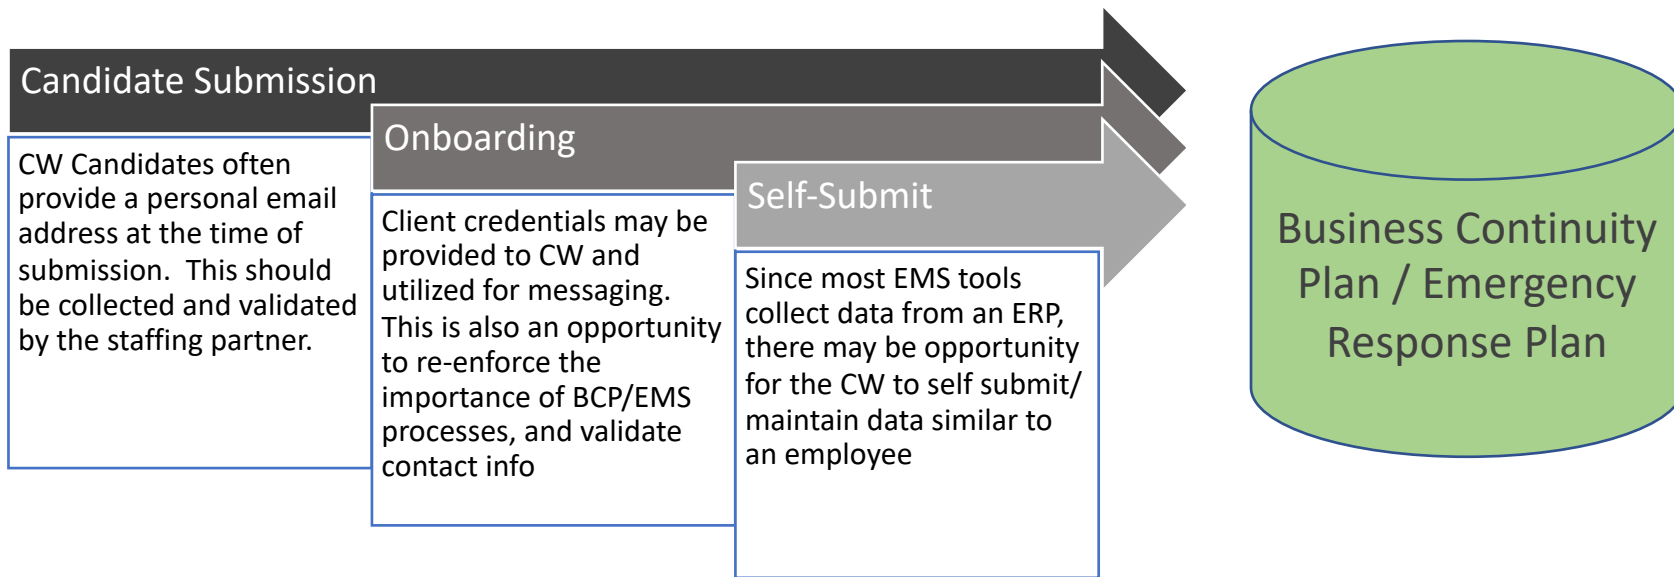 Candidate Submission
CW Candidates often
provide a personal email
address at the time of
submission.  This should
be collected and validated
by the staffing partner.
Onboarding
Client credentials may be
provided to CW and
utilized for messaging.
This is also an opportunity
to re-enforce the
importance of BCP/EMS
processes, and validate
contact info
Self-Submit
Since most EMS tools
collect data from an ERP,
there may be opportunity
for the CW to self submit/
maintain data similar to
an employee
Business Continuity
Plan / Emergency
Response Plan